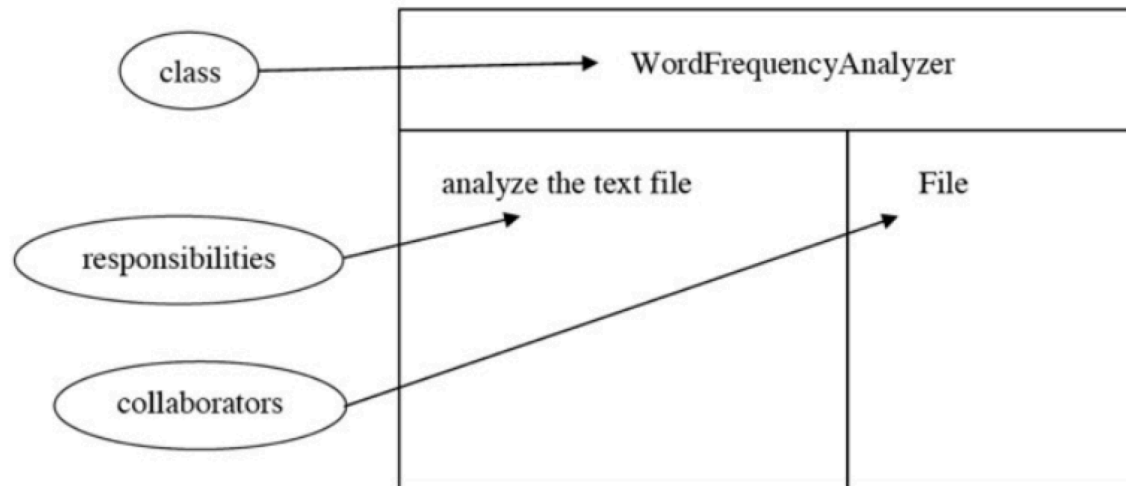 class
WordFrequencyAnalyzer
analyze the text file
File
responsibilities
collaborators